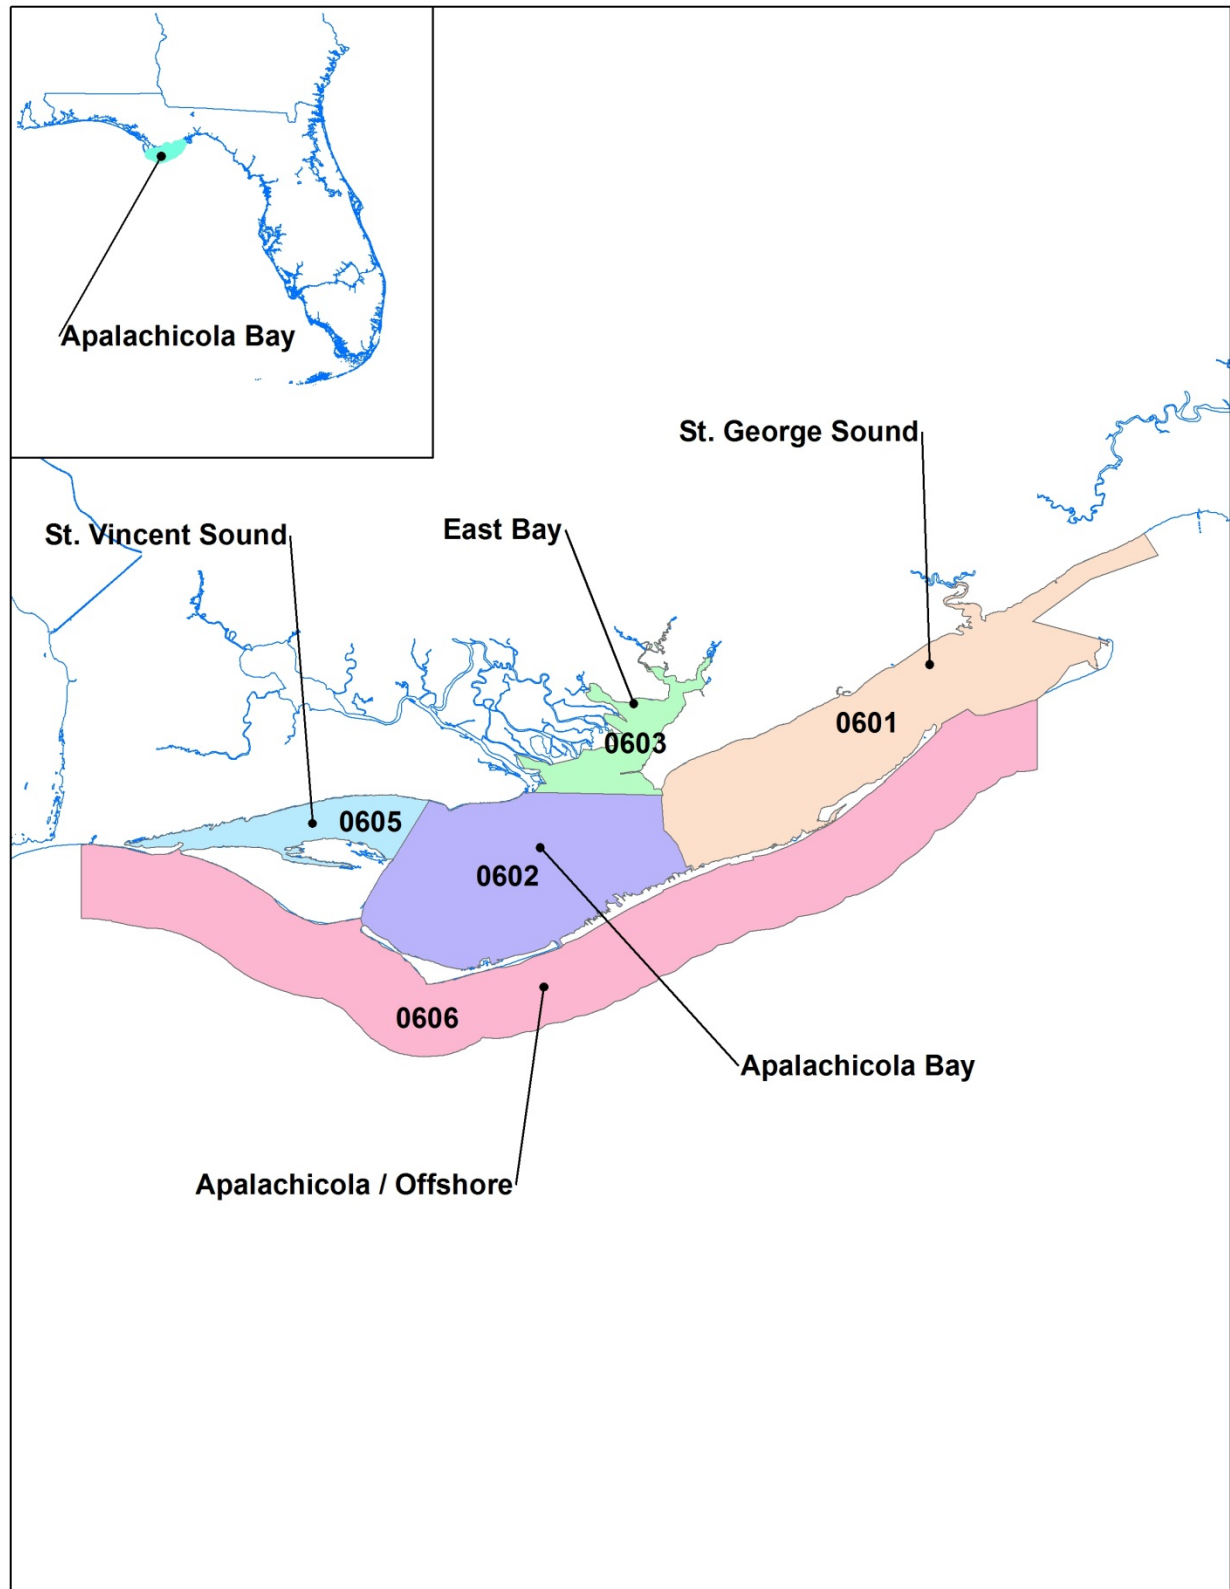 Apalachicola Bay
St. George Sound
St. Vincent Sound
East Bay
0601
0603
0605
0602
0606
Apalachicola Bay
Apalachicola / Offshore